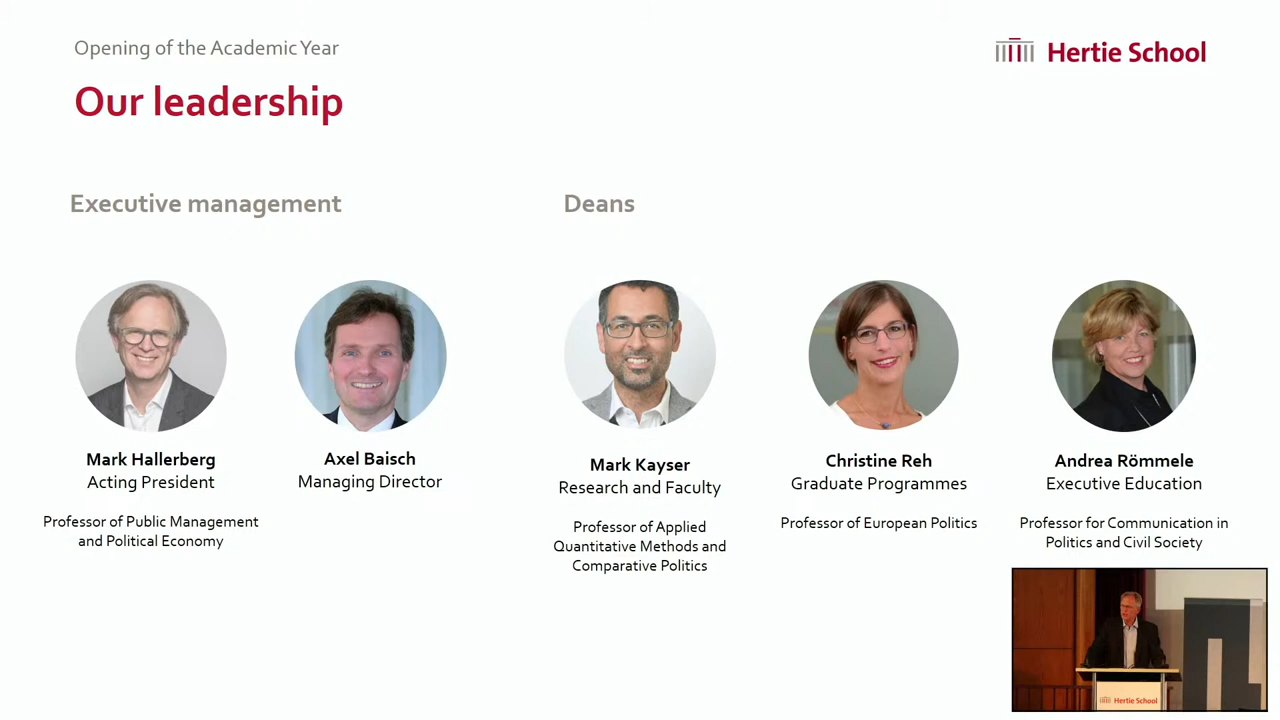 Opening of the Academic Year
Hertie School
Our leadership
Executive management
Deans
Mark Hallerberg
Acting President
Professor of Public Management
and Political Economy
Axel Baisch
Managing Director
Mark Kayser
Research and Faculty
Professor of Applied
Quantitative Methods and
Comparative Politics
Christine Reh
Graduate Programmes
Professor of European Politics
Andrea Römmele
Executive Education
Professor for Communication in
Politics and Civil Society
Hertie School